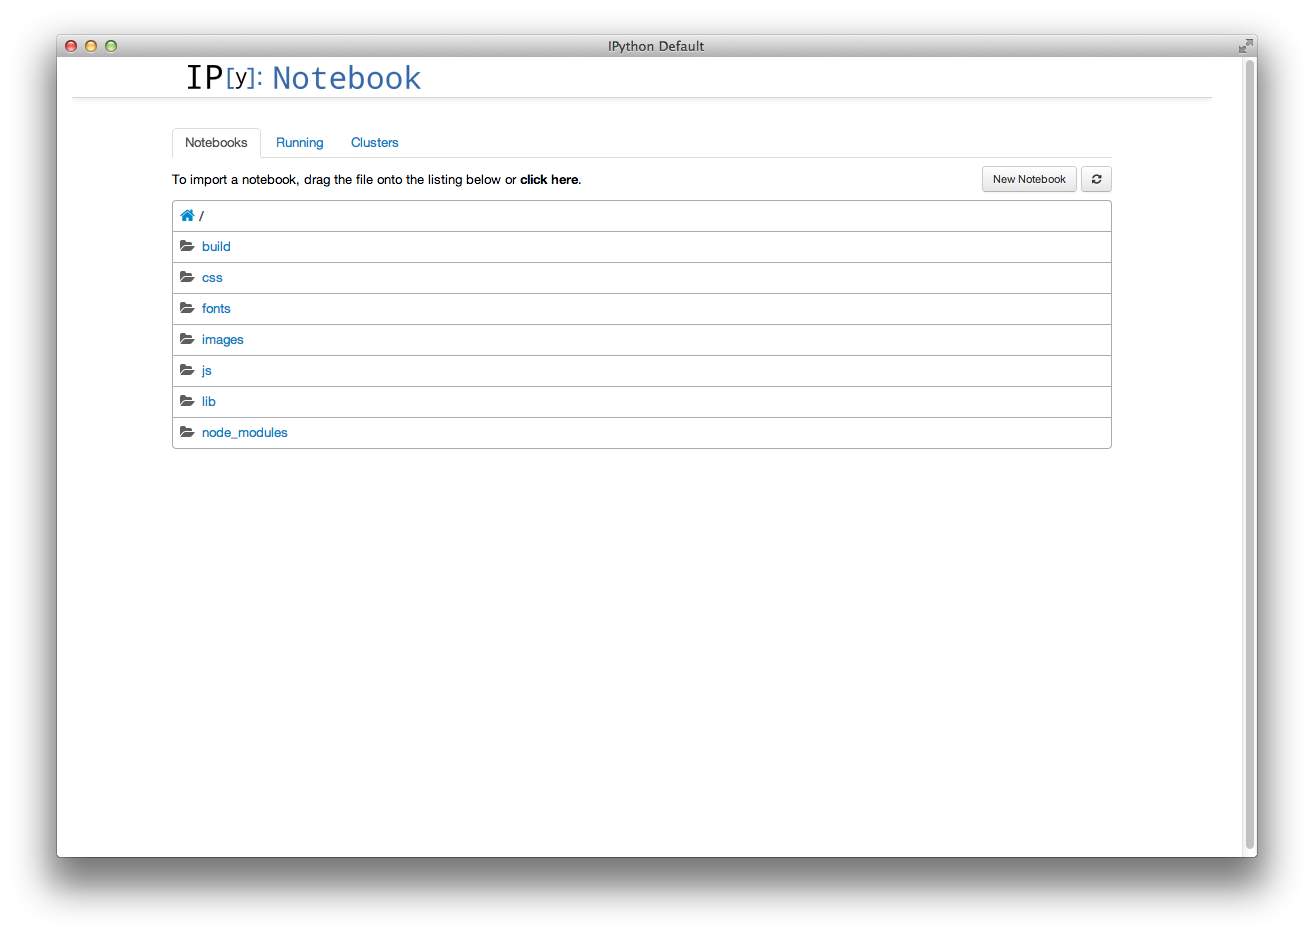 IPython Default
IP[y]: Notebook
Notebooks Running Clusters
To import a notebook, drag the file onto the listing below or click here. New Notebook
/
build
css
fonts
images
js
lib
node_modules